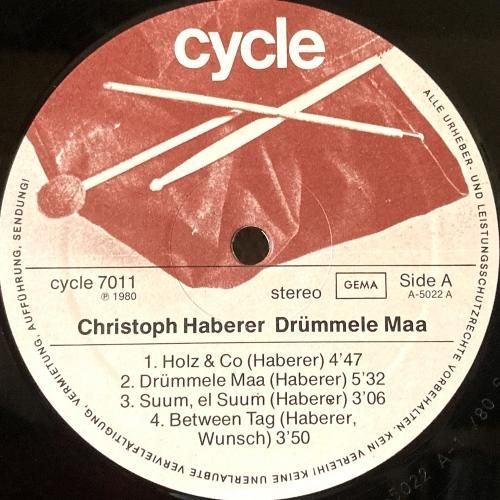 cycle
ALLE URHEBER- UND LEISTUNGSSCHUTZRECHTE VORBEHALTEN. KEIN VERLEIH! KEINE UNERLAUBTE VERVIELFÄLTIGUNG, VERMIETUNG, AUFFÜHRUNG, SENDUNG!
cycle 7011
℗ 1980
stereo
GEMA
Side A
A-5022 A
Christoph Haberer Drümmele Maa
1. Holz & Co (Haberer) 4'47
2. Drümmele Maa (Haberer) 5'32
3. Suum, el Suum (Haberer) 3'06
4. Between Tag (Haberer,
Wunsch) 3'50